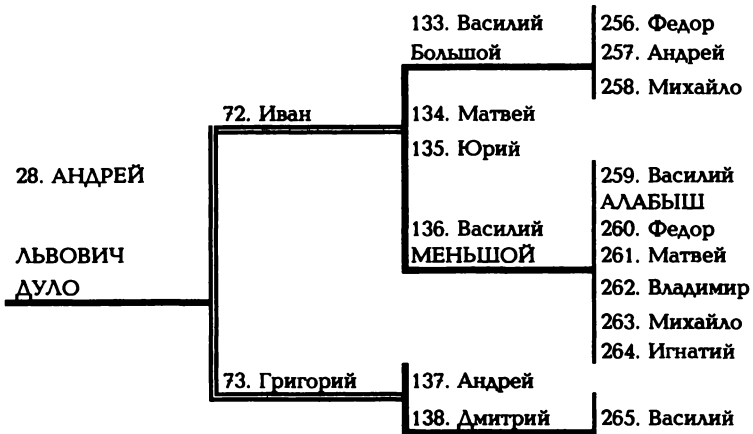 28. АНДРЕЙ
ЛЬВОВИЧ
ДУЛО
72. Иван
73. Григорий
133. Василий
Большой
134. Матвей
135. Юрий
136. Василий
МЕНЬШОЙ
137. Андрей
138. Дмитрий
256. Федор
257. Андрей
258. Михайло
259. Василий
АЛАБЫШ
260. Федор
261. Матвей
262. Владимир
263. Михайло
264. Игнатий
265. Василий